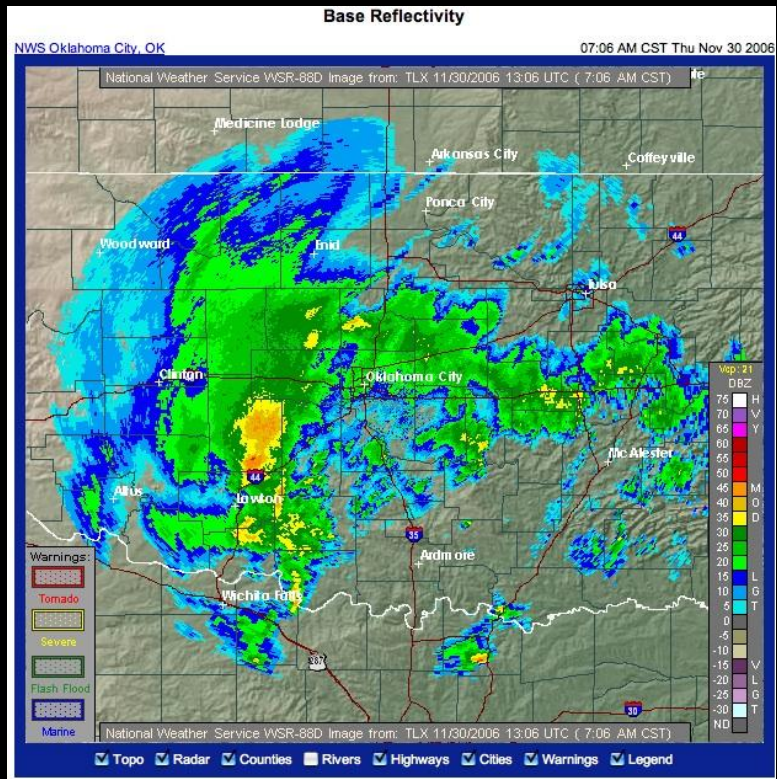 Base Reflectivity
NWS Oklahoma City, OK
07:06 AM CST Thu Nov 30 2006
National Weather Service WSR-88D Image from: TLX 11/30/2006 13:06 UTC ( 7:06 AM CST)
Medicine Lodge
Arkansas City
Coffeyville
Ponca City
Woodward
Enid
44
Tulsa
Clinton
Oklahoma City
Vcp: 21
DBZ
75 H
70 V
65 Y
60
55
50
45 M
40 O
35 D
30
25
20
15 L
10 G
5 T
0
-5
-10
-15 V
-20 L
-25 G
-30 T
ND
McAlester
44
Altus
Lawton
35
Ardmore
Warnings:
Tornado
Severe
Flash Flood
Marine
Wichita Falls
287
30
National Weather Service WSR-88D Image from: TLX 11/30/2006 13:06 UTC ( 7:06 AM CST)
Topo Radar Counties Rivers Highways Cities Warnings Legend